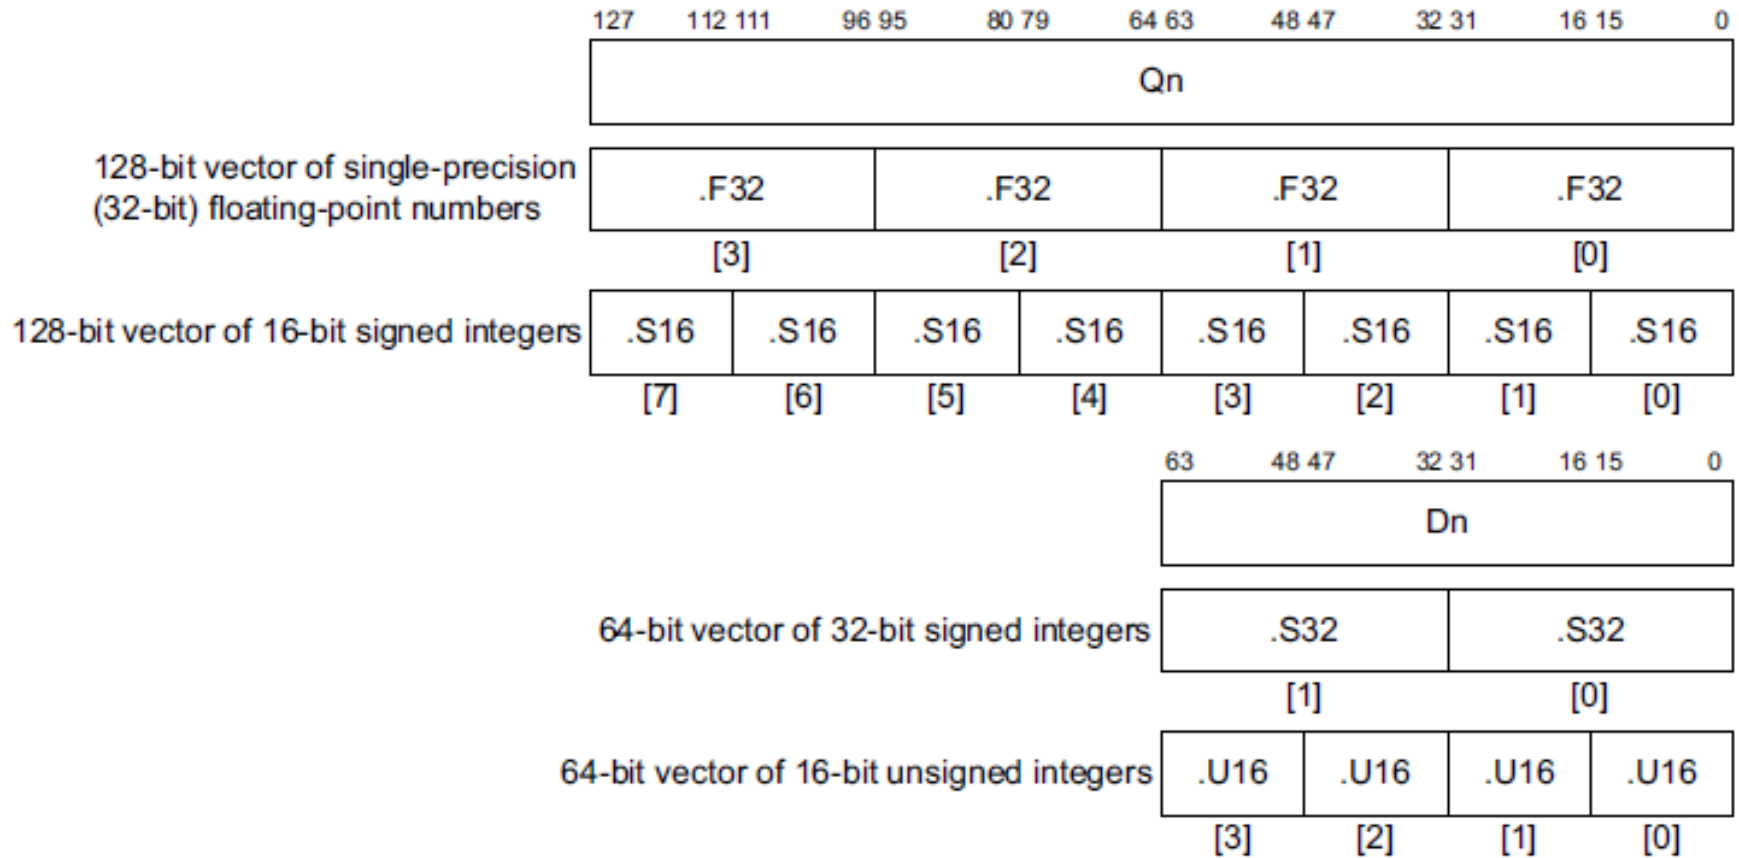 127 112 111 96 95 80 79 64 63 48 47 32 31 16 15 0
Qn
128-bit vector of single-precision
(32-bit) floating-point numbers
.F32 .F32 .F32 .F32
[3] [2] [1] [0]
128-bit vector of 16-bit signed integers .S16 .S16 .S16 .S16 .S16 .S16 .S16 .S16
[7] [6] [5] [4] [3] [2] [1] [0]
63 48 47 32 31 16 15 0
Dn
64-bit vector of 32-bit signed integers .S32 .S32
[1] [0]
64-bit vector of 16-bit unsigned integers .U16 .U16 .U16 .U16
[3] [2] [1] [0]